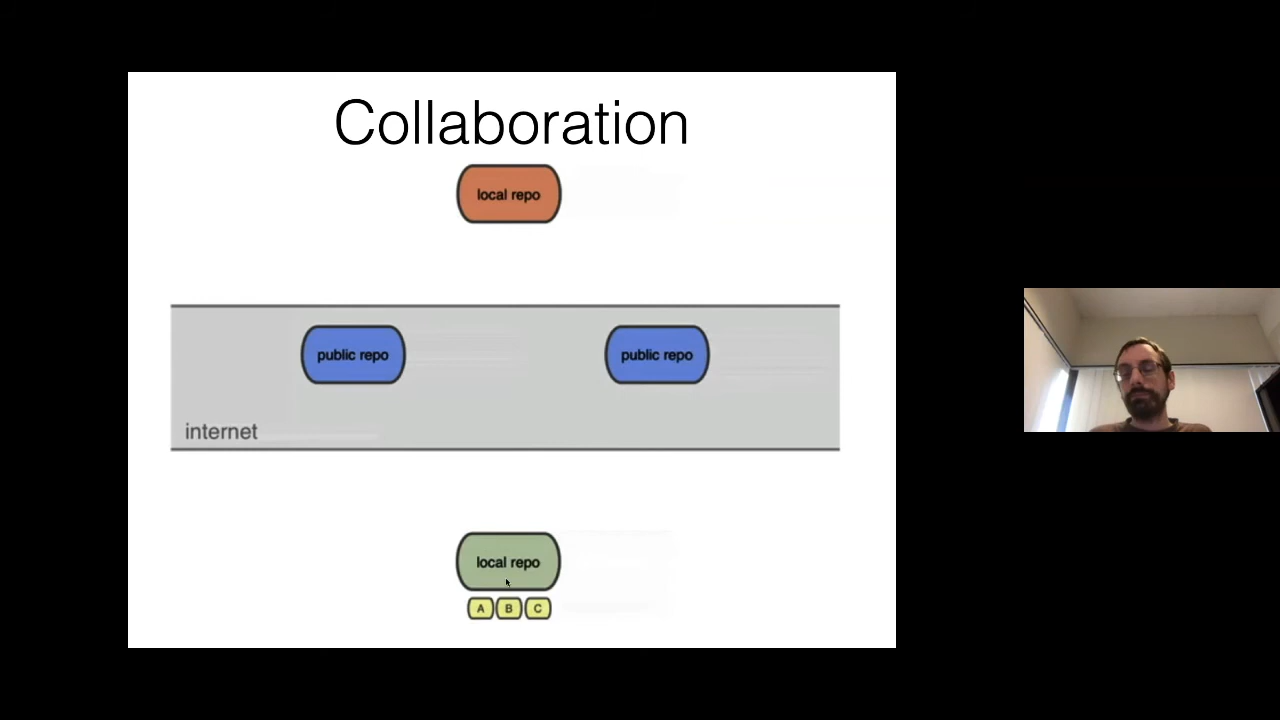 Collaboration
local repo
public repo
public repo
internet
local repo
A B C